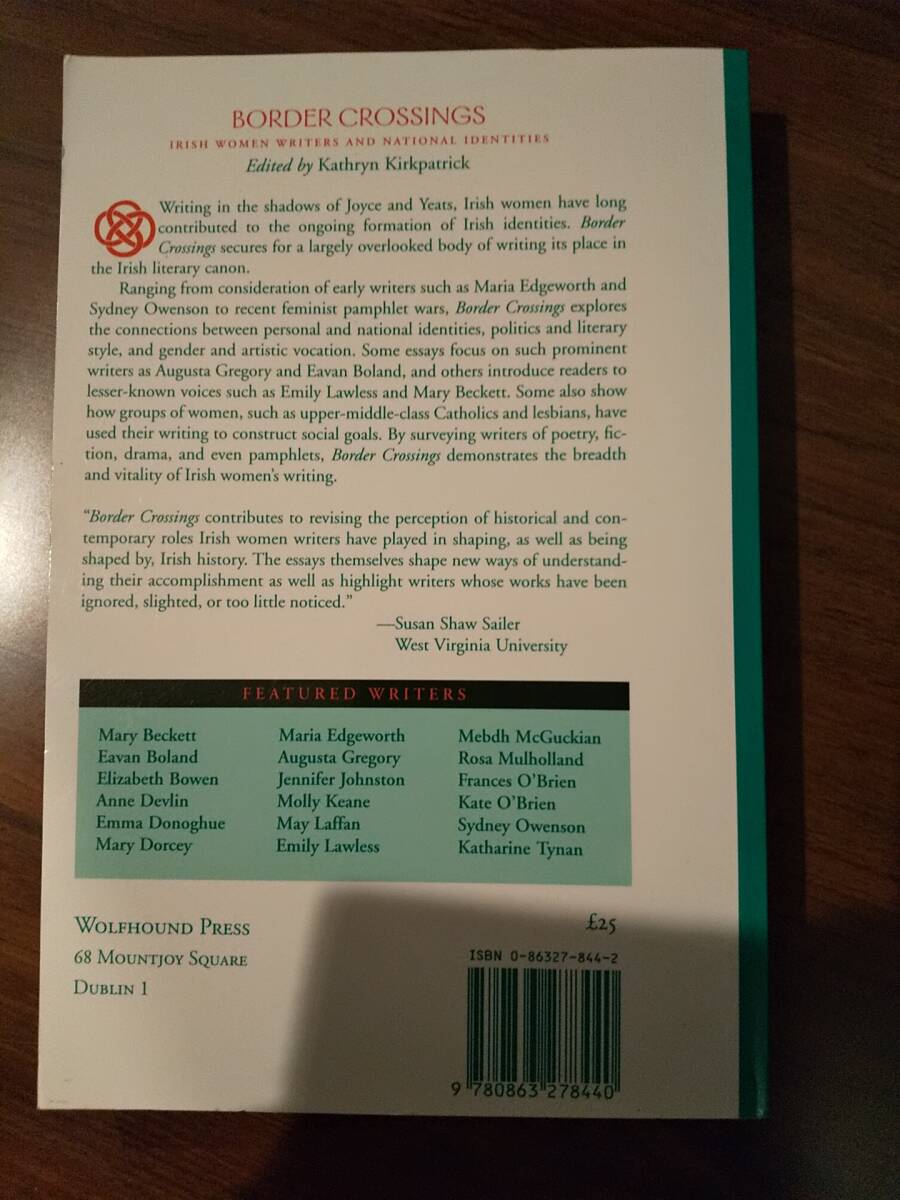 BORDER CROSSINGS
IRISH WOMEN WRITERS AND NATIONAL IDENTITIES
Edited by Kathryn Kirkpatrick
Writing in the shadows of Joyce and Yeats, Irish women have long
contributed to the ongoing formation of Irish identities. Border
Crossings secures for a largely overlooked body of writing its place in
the Irish literary canon.
Ranging from consideration of early writers such as Maria Edgeworth and
Sydney Owenson to recent feminist pamphlet wars, Border Crossings explores
the connections between personal and national identities, politics and literary
style, and gender and artistic vocation. Some essays focus on such prominent
writers as Augusta Gregory and Eavan Boland, and others introduce readers to
lesser-known voices such as Emily Lawless and Mary Beckett. Some also show
how groups of women, such as upper-middle-class Catholics and lesbians, have
used their writing to construct social goals. By surveying writers of poetry, fic-
tion, drama, and even pamphlets, Border Crossings demonstrates the breadth
and vitality of Irish women's writing.
"Border Crossings contributes to revising the perception of historical and con-
temporary roles Irish women writers have played in shaping, as well as being
shaped by, Irish history. The essays themselves shape new ways of understand-
ing their accomplishment as well as highlight writers whose works have been
ignored, slighted, or too little noticed."
—Susan Shaw Sailer
West Virginia University
FEATURED WRITERS
Mary Beckett
Eavan Boland
Elizabeth Bowen
Anne Devlin
Emma Donoghue
Mary Dorcey
Maria Edgeworth
Augusta Gregory
Jennifer Johnston
Molly Keane
May Laffan
Emily Lawless
Mebdh McGuckian
Rosa Mulholland
Frances O'Brien
Kate O'Brien
Sydney Owenson
Katharine Tynan
WOLFHOUND PRESS
68 MOUNTJOY SQUARE
DUBLIN 1
£25
ISBN 0-86327-844-2
9 780863 278440